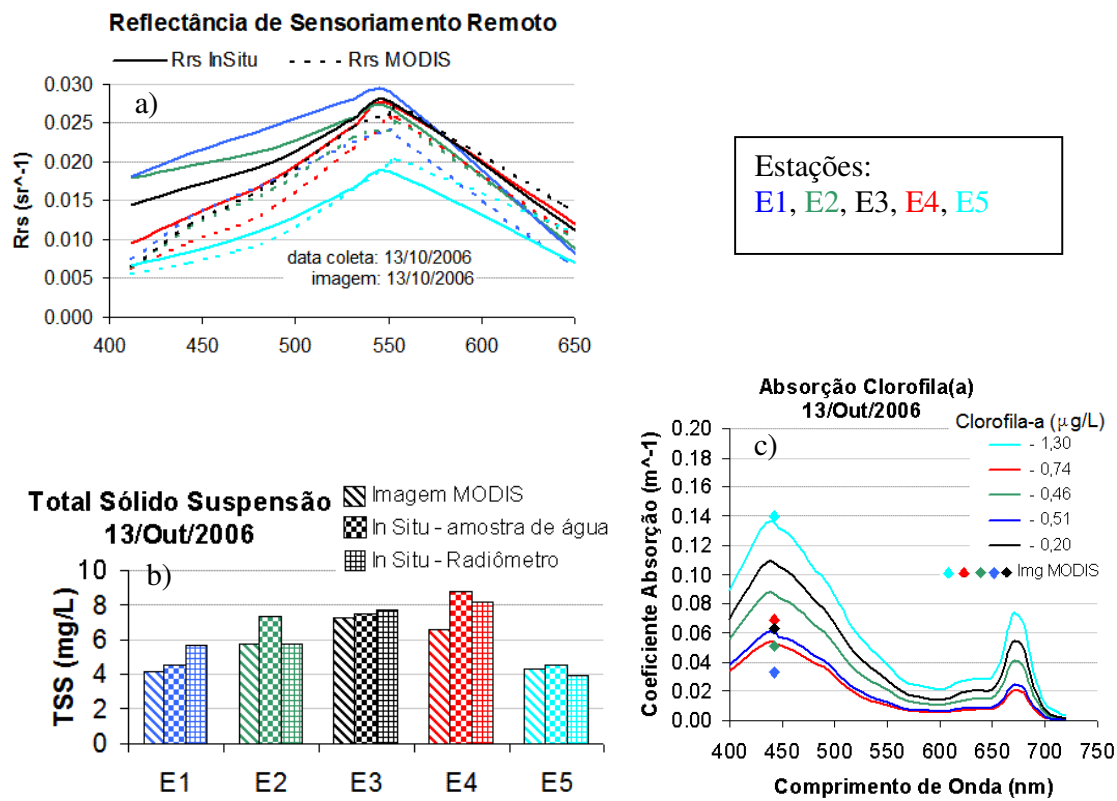 Reflectância de Sensoriamento Remoto
Rrs InSitu
Rrs MODIS
a)
0.030
0.025
0.020
0.015
0.010
0.005
0.000
Rrs (sr^-1)
data coleta: 13/10/2006
imagem: 13/10/2006
400 450 500 550 600 650
Estações:
E1, E2, E3, E4, E5
Total Sólido Suspensão
13/Out/2006
b)
Imagem MODIS
In Situ - amostra de água
In Situ - Radiômetro
10
8
6
4
2
0
TSS (mg/L)
E1 E2 E3 E4 E5
Absorção Clorofila(a)
13/Out/2006
c)
Clorofila-a (μg/L)
- 1,30
- 0,74
- 0,46
- 0,51
- 0,20
Img MODIS
0.20
0.18
0.16
0.14
0.12
0.10
0.08
0.06
0.04
0.02
0.00
Coeficiente Absorção (m^-1)
400 450 500 550 600 650 700 750
Comprimento de Onda (nm)